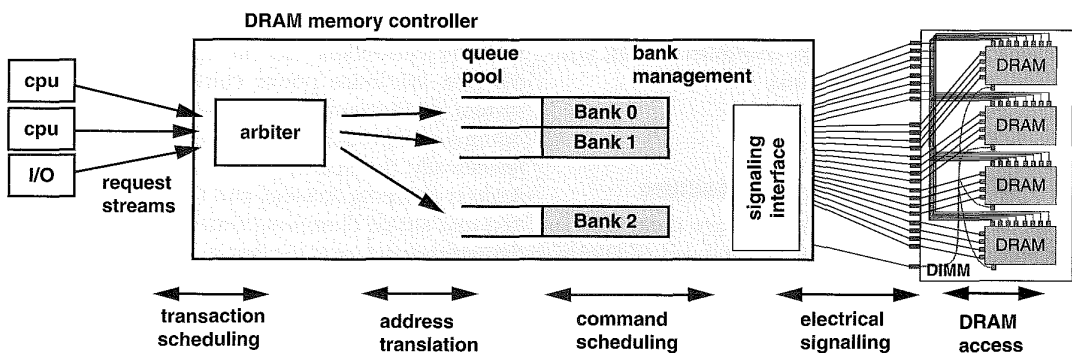 DRAM memory controller
cpu
cpu
I/O
request
streams
arbiter
queue
pool
bank
management
Bank 0
Bank 1
Bank 2
signaling
interface
DRAM
DRAM
DRAM
DRAM
DIMM
transaction
scheduling
address
translation
command
scheduling
electrical
signalling
DRAM
access